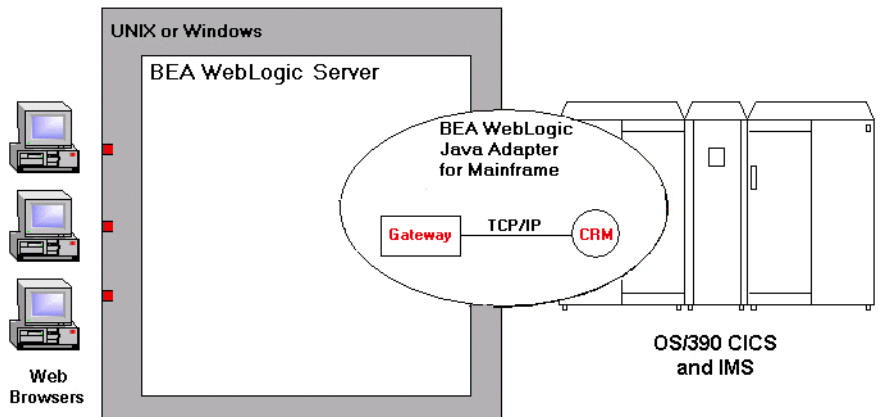 UNIX or Windows
BEA WebLogic Server
BEA WebLogic
Java Adapter
for Mainframe
Gateway
TCP/IP
CRM
OS/390 CICS
and IMS
Web
Browsers